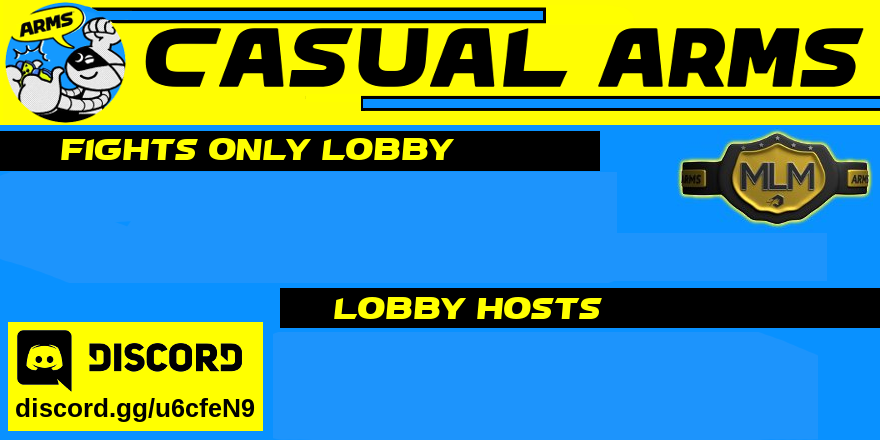 ARMS
CASUAL ARMS
FIGHTS ONLY LOBBY
ARMS MLM ARMS
LOBBY HOSTS
DISCORD
discord.gg/u6cfeN9